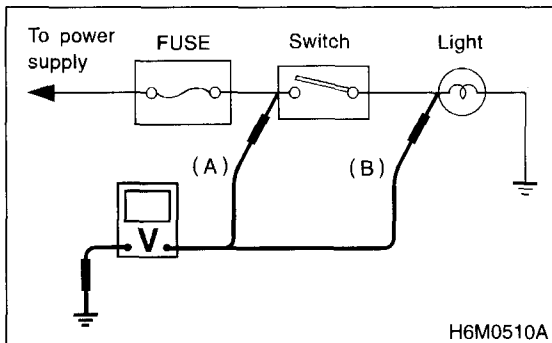 To power
supply
FUSE
Switch
Light
(A)
(B)
V
H6M0510A